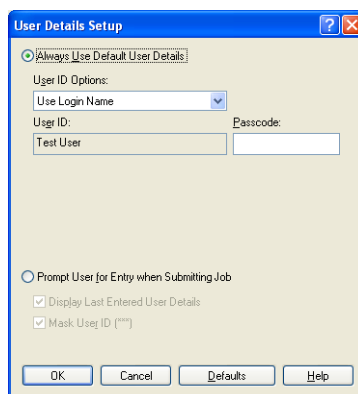 User Details Setup
Always Use Default User Details
User ID Options:
Use Login Name
User ID: Passcode:
Test User
Prompt User for Entry when Submitting Job
Display Last Entered User Details
Mask User ID (***)
OK Cancel Defaults Help